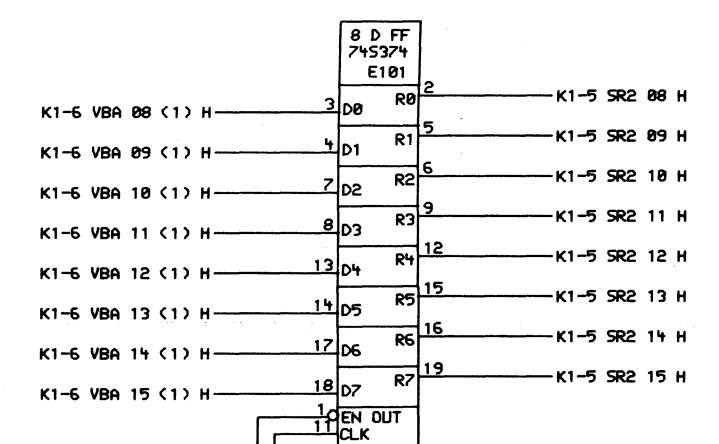 8 D FF
74S374
E101
K1-6 VBA 08 (1) H 3 D0 R0 2 K1-5 SR2 08 H
K1-6 VBA 09 (1) H 4 D1 R1 5 K1-5 SR2 09 H
K1-6 VBA 10 (1) H 7 D2 R2 6 K1-5 SR2 10 H
K1-6 VBA 11 (1) H 8 D3 R3 9 K1-5 SR2 11 H
K1-6 VBA 12 (1) H 13 D4 R4 12 K1-5 SR2 12 H
K1-6 VBA 13 (1) H 14 D5 R5 15 K1-5 SR2 13 H
K1-6 VBA 14 (1) H 17 D6 R6 16 K1-5 SR2 14 H
K1-6 VBA 15 (1) H 18 D7 R7 19 K1-5 SR2 15 H
1 EN OUT
11 CLK